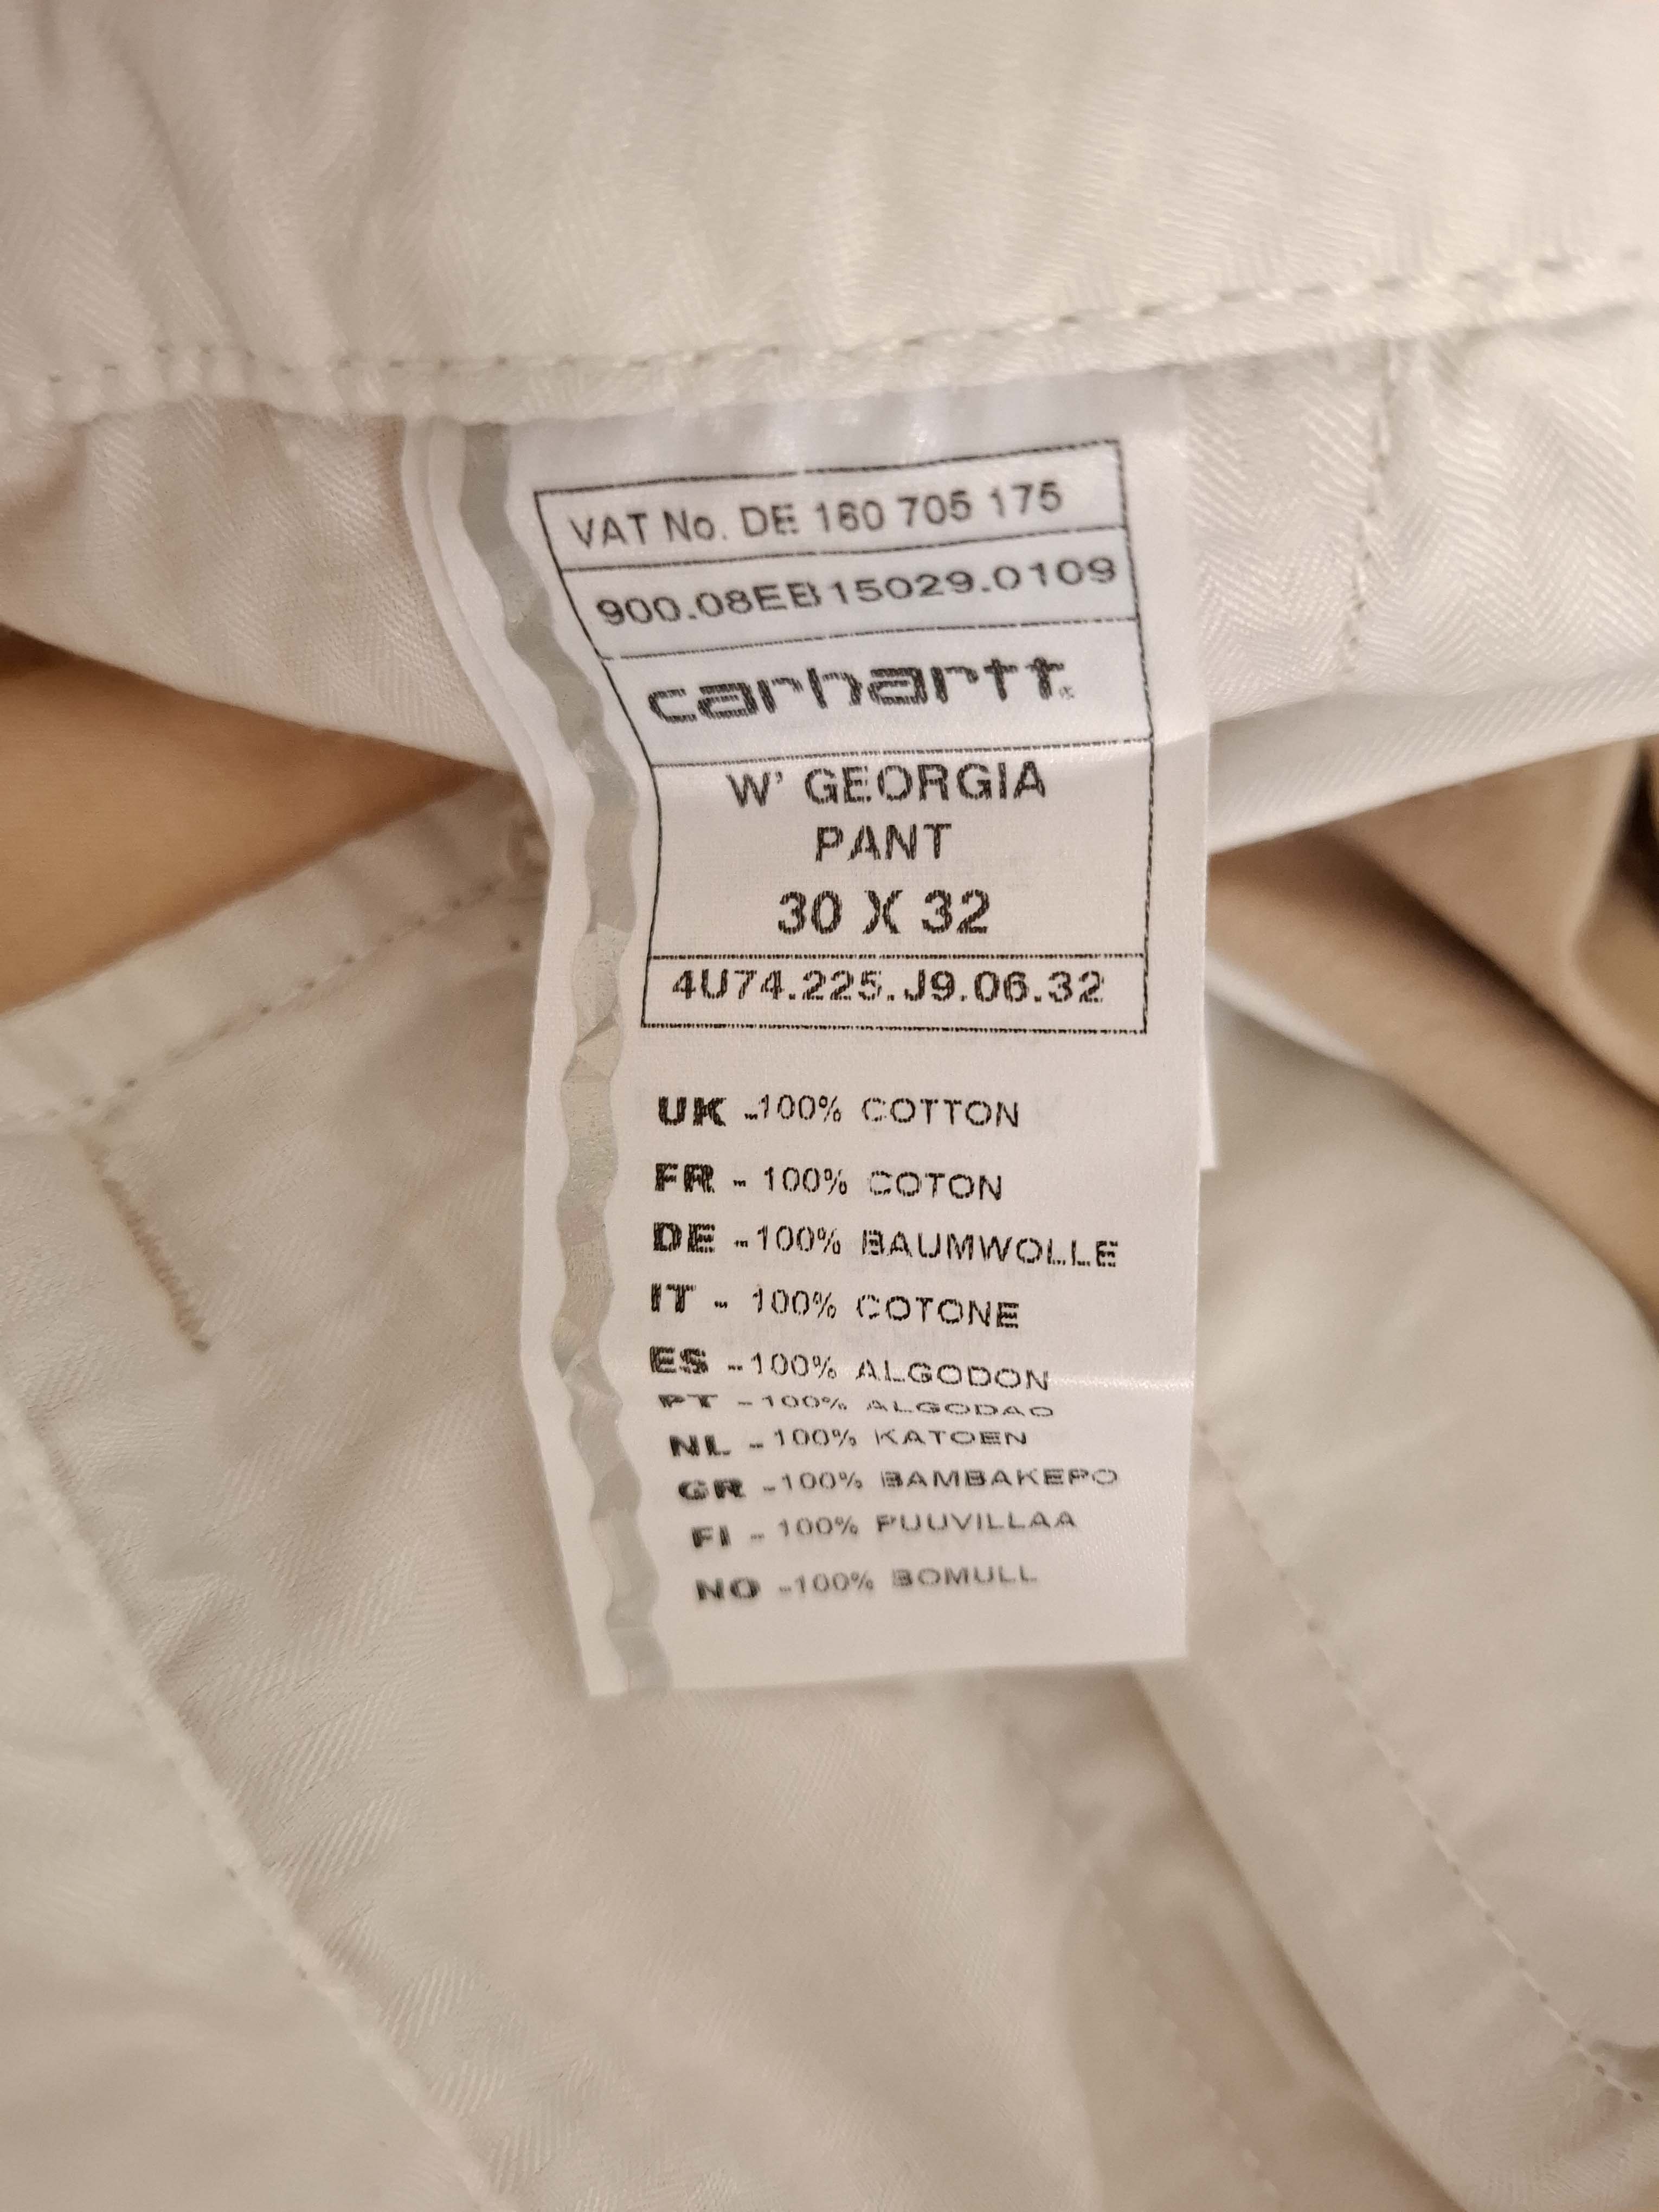 VAT No. DE 160 705 175
900.08EB15029.0109
carhartt
W' GEORGIA
PANT
30 X 32
4U74.225.J9.06.32
UK -100% COTTON
FR - 100% COTON
DE -100% BAUMWOLLE
IT - 100% COTONE
ES -100% ALGODON
PT -100% ALGODAO
NL -100% KATOEN
GR -100% BAMBAKEPO
FI - 100% PUUVILLAA
NO -100% BOMULL